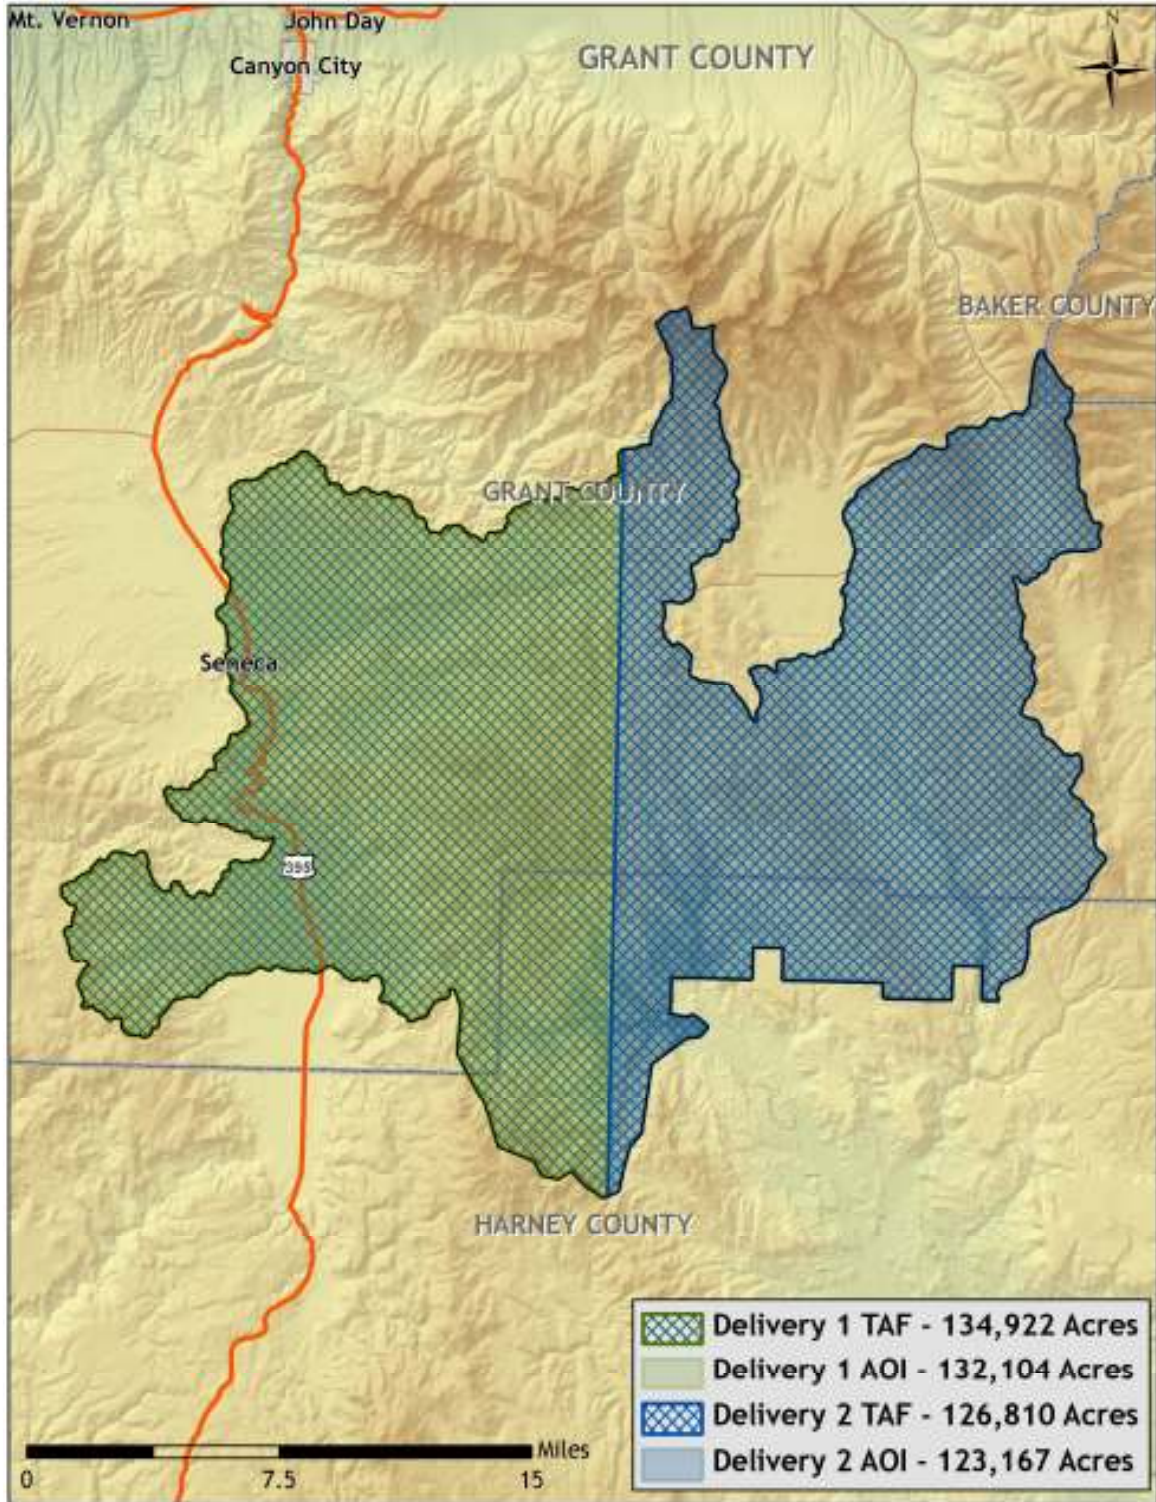 Mt. Vernon
John Day
N
Canyon City
GRANT COUNTY
BAKER COUNTY
GRANT COUNTY
Seneca
395
HARNEY COUNTY
Delivery 1 TAF - 134,922 Acres
Delivery 1 AOI - 132,104 Acres
Delivery 2 TAF - 126,810 Acres
Delivery 2 AOI - 123,167 Acres
Miles
0 7.5 15